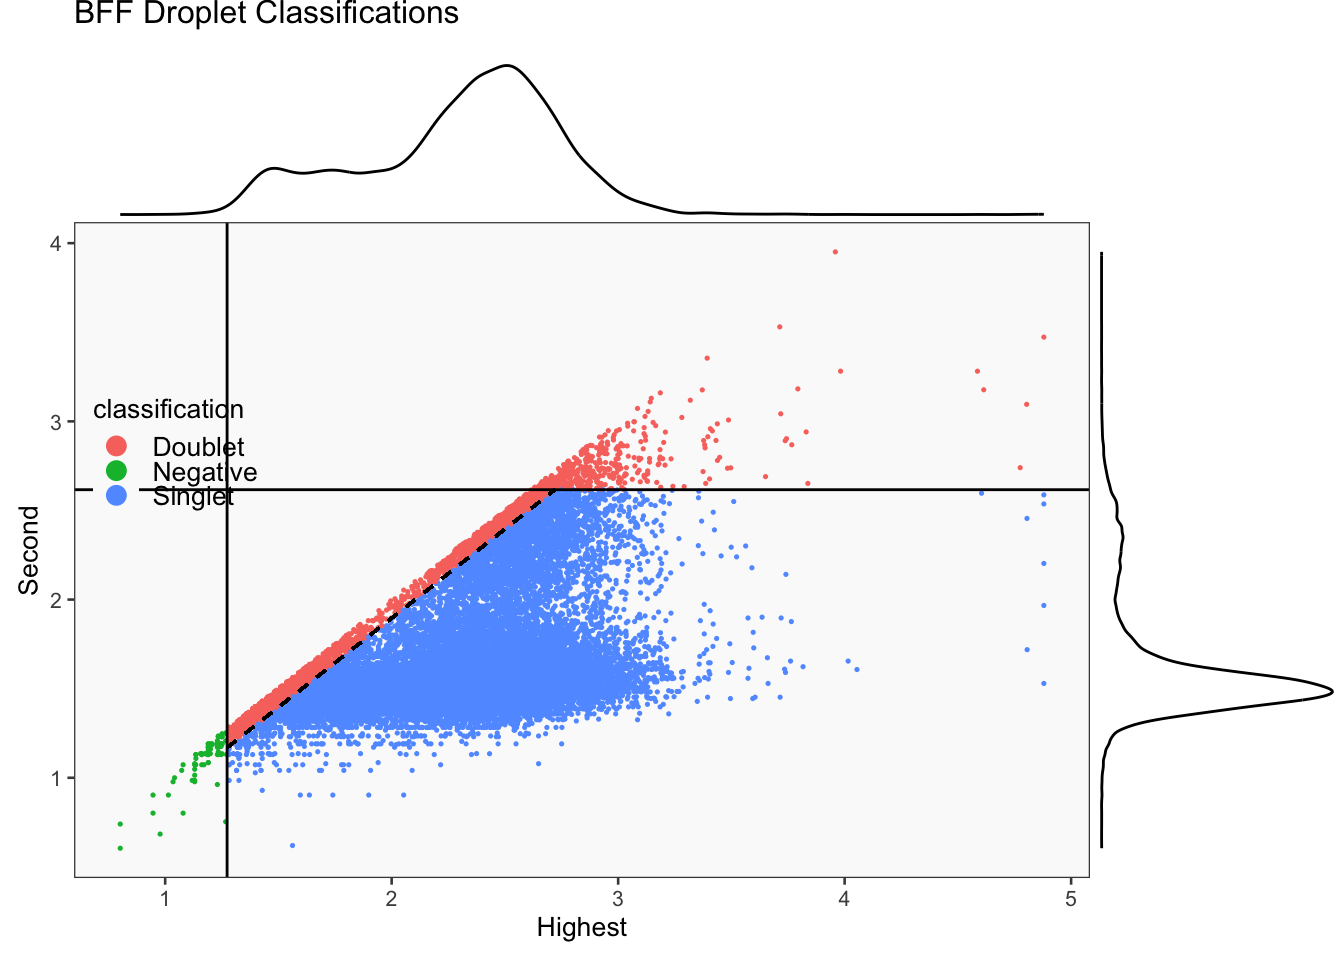 BFF Droplet Classifications
4
3
2
1
Second
classification
Doublet
Negative
Singlet
1 2 3 4 5
Highest